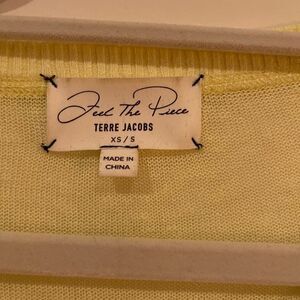 Feel The Piece
TERRE JACOBS
XS / S
MADE IN
CHINA